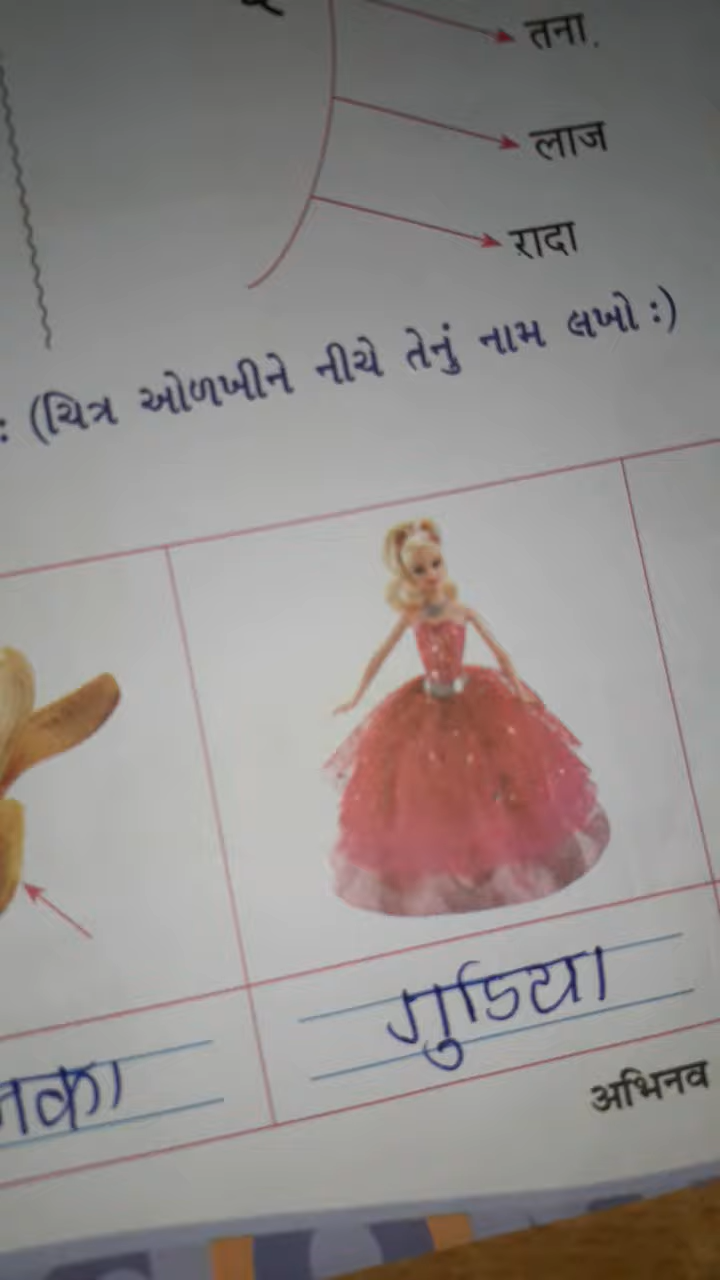 तना.
लाज
रादा
: (ચિત્ર ઓળખીને નીચે તેનું નામ લખો :)
गुडिया
अभिनव